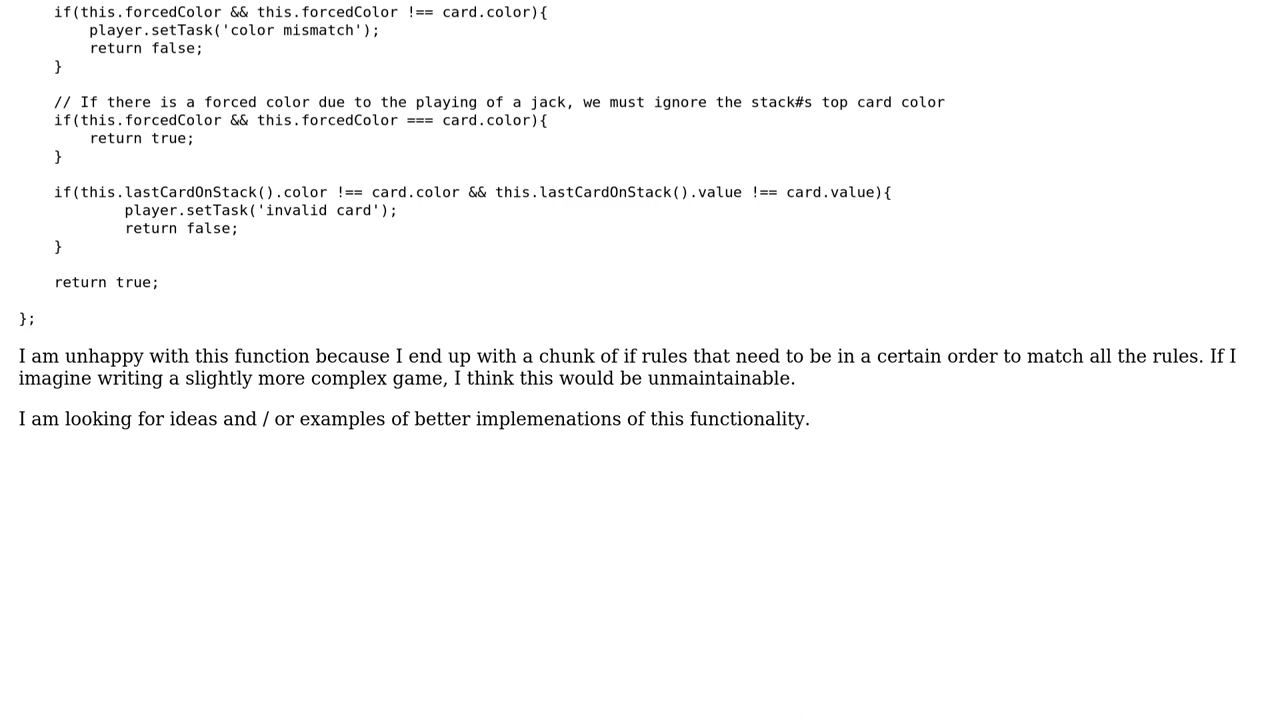 if(this.forcedColor && this.forcedColor !== card.color){
player.setTask('color mismatch');
return false;
}
// If there is a forced color due to the playing of a jack, we must ignore the stack#s top card color
if(this.forcedColor && this.forcedColor === card.color){
return true;
}
if(this.lastCardOnStack().color !== card.color && this.lastCardOnStack().value !== card.value){
player.setTask('invalid card');
return false;
}
return true;
};
I am unhappy with this function because I end up with a chunk of if rules that need to be in a certain order to match all the rules. If I
imagine writing a slightly more complex game, I think this would be unmaintainable.
I am looking for ideas and / or examples of better implemenations of this functionality.